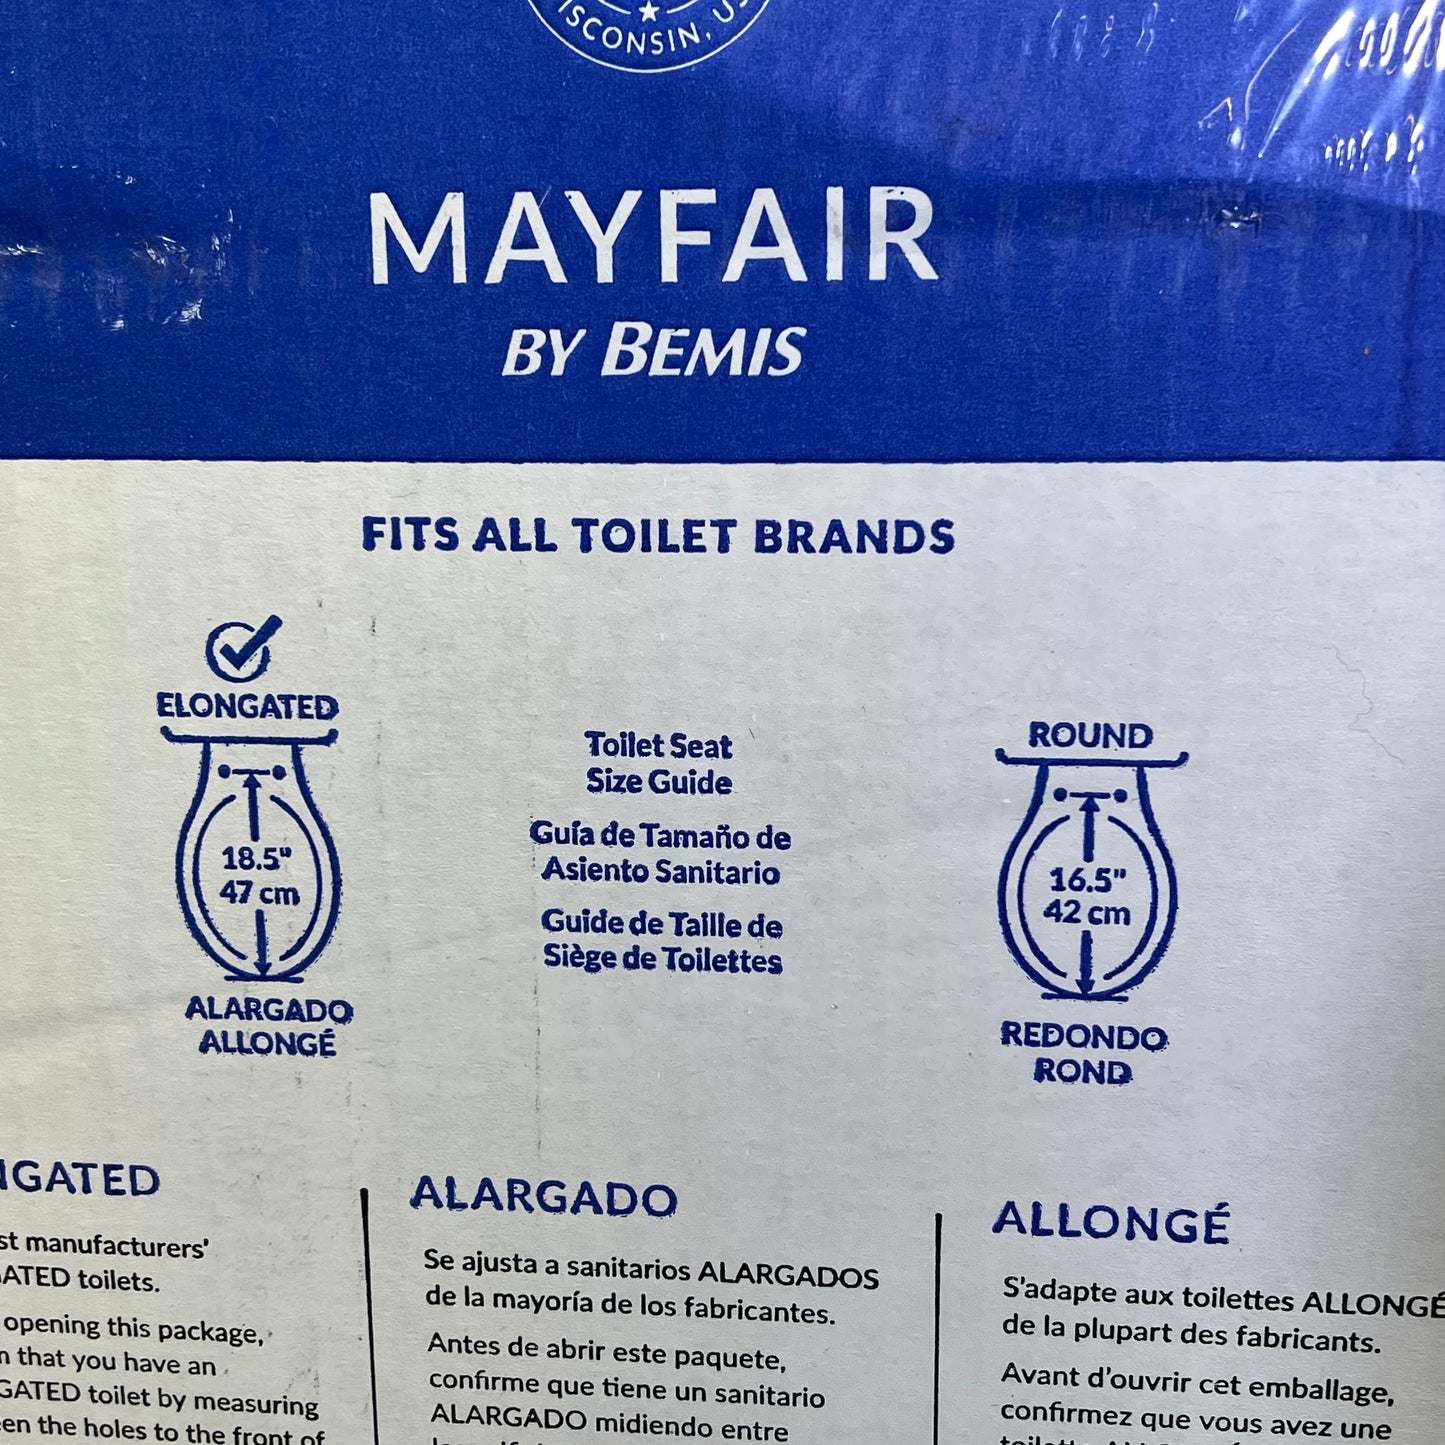 WISCONSIN, U.S.
MAYFAIR
BY BEMIS
FITS ALL TOILET BRANDS
ELONGATED
18.5"
47 cm
ALARGADO
ALLONGÉ
Toilet Seat
Size Guide
Guía de Tamaño de
Asiento Sanitario
Guide de Taille de
Siège de Toilettes
ROUND
16.5"
42 cm
REDONDO
ROND
NGATED
st manufacturers'
GATED toilets.
opening this package,
that you have an
GATED toilet by measuring
en the holes to the front of
ALARGADO
Se ajusta a sanitarios ALARGADOS
de la mayoría de los fabricantes.
Antes de abrir este paquete,
confirme que tiene un sanitario
ALARGADO midiendo entre
ALLONGÉ
S'adapte aux toilettes ALLONGÉ
de la plupart des fabricants.
Avant d'ouvrir cet emballage,
confirmez que vous avez une